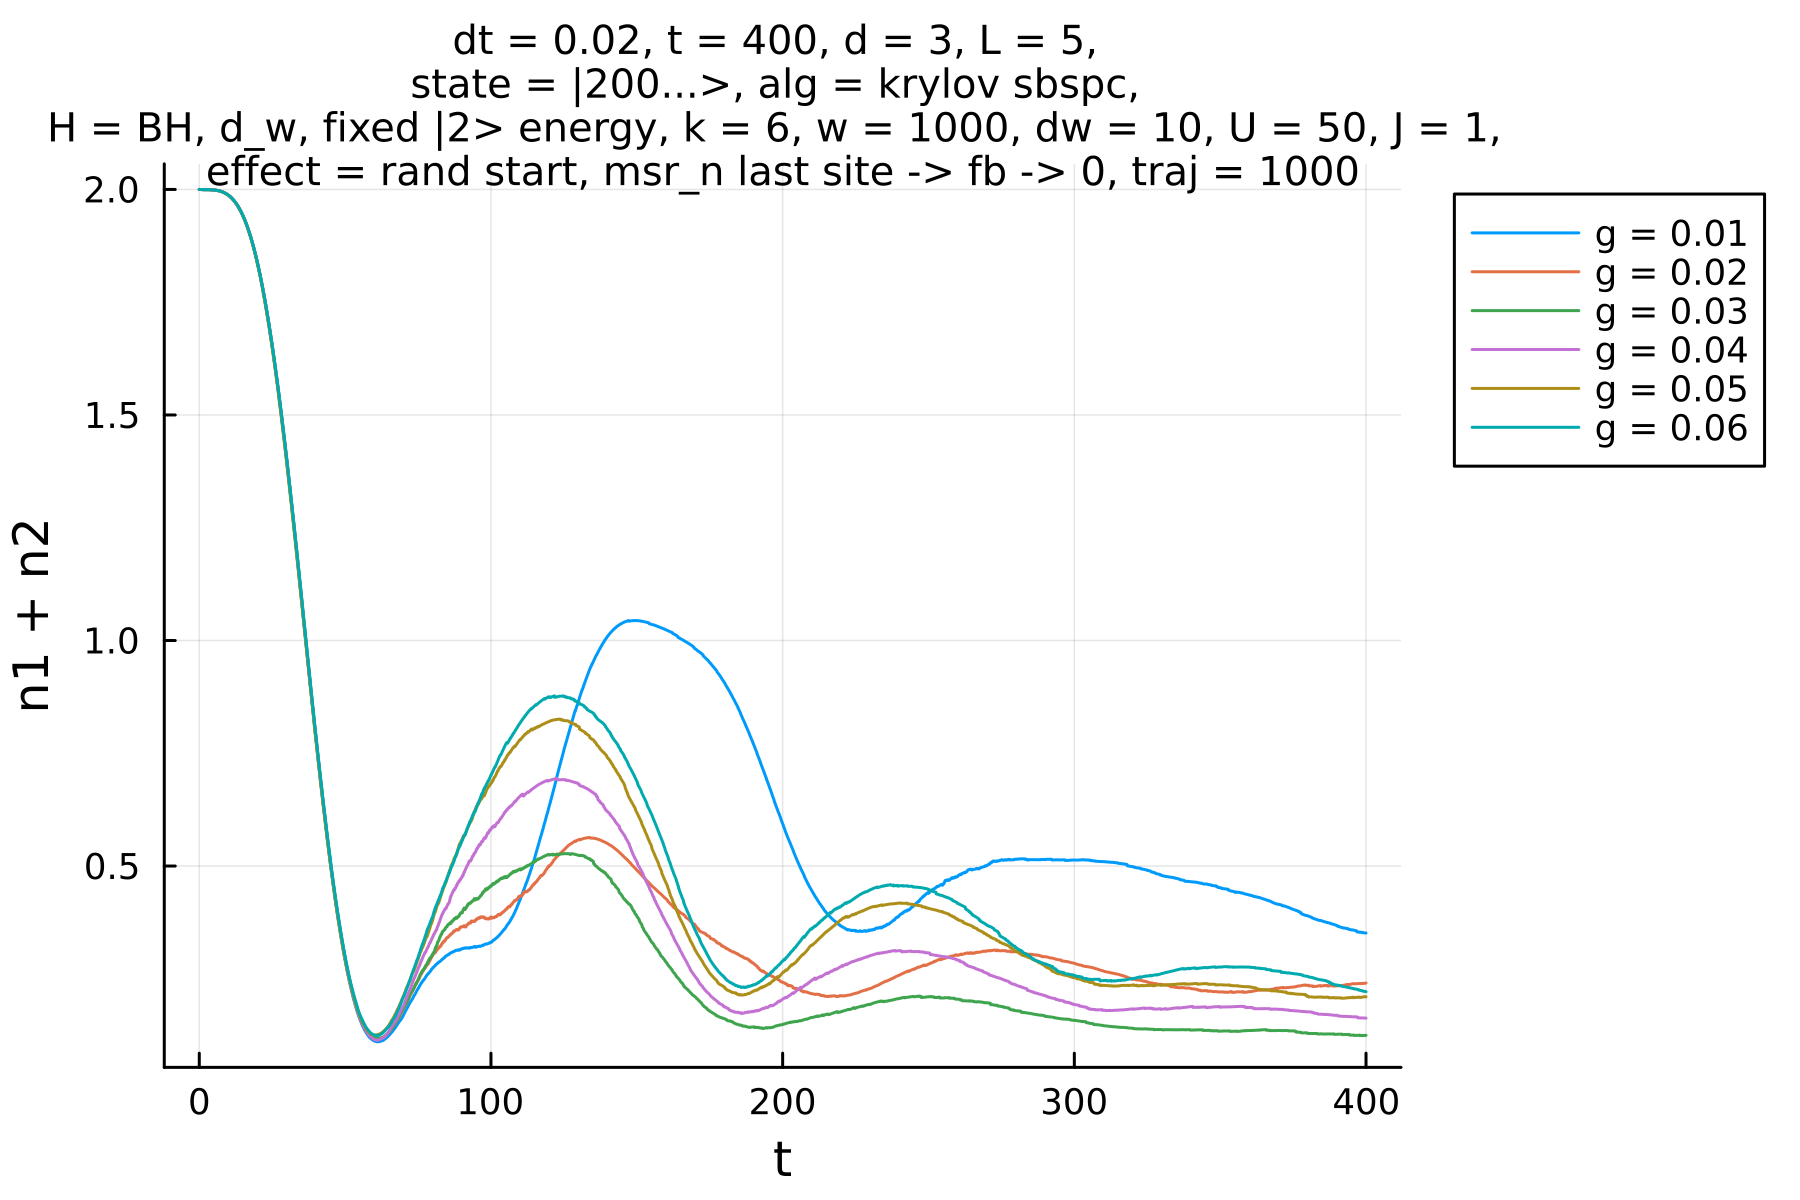 dt = 0.02, t = 400, d = 3, L = 5,
state = |200...>, alg = krylov sbspc,
H = BH, d_w, fixed |2> energy, k = 6, w = 1000, dw = 10, U = 50, J = 1,
effect = rand start, msr_n last site -> fb -> 0, traj = 1000
2.0
1.5
1.0
0.5
n1 + n2
0
100
200
300
400
t
g = 0.01
g = 0.02
g = 0.03
g = 0.04
g = 0.05
g = 0.06